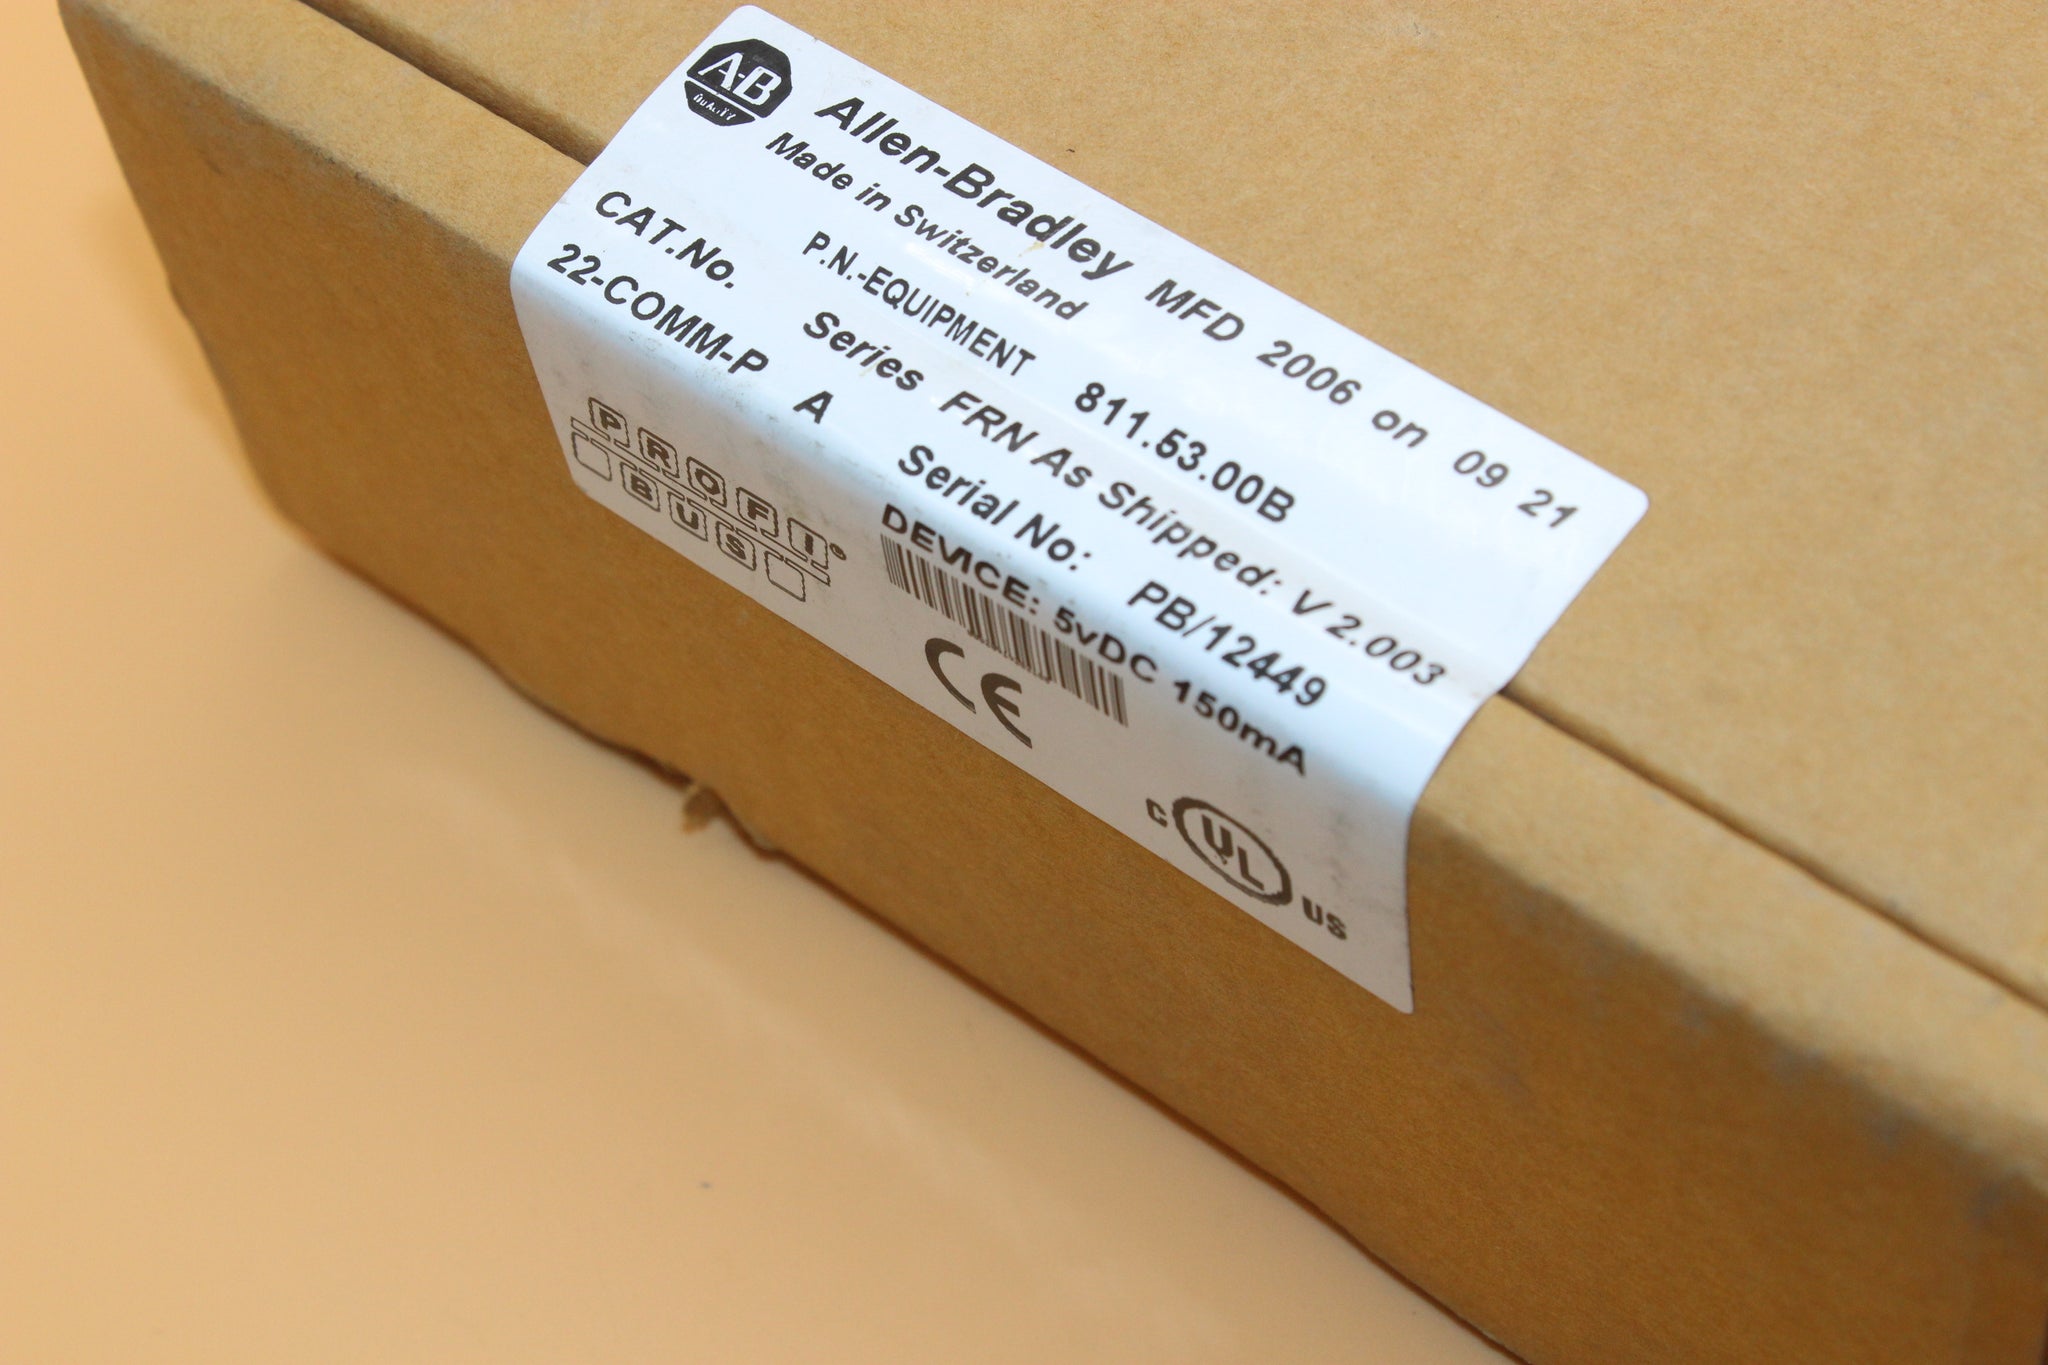 A-B
QUALITY
Allen-Bradley MFD 2006 on 09 21
Made in Switzerland
P.N.-EQUIPMENT 811.53.00B
CAT.No. Series FRN As Shipped: V 2.003
22-COMM-P A Serial No: PB/12449
DEVICE: 5vDC 150mA
PROFI®
BUS
CE
C UL US